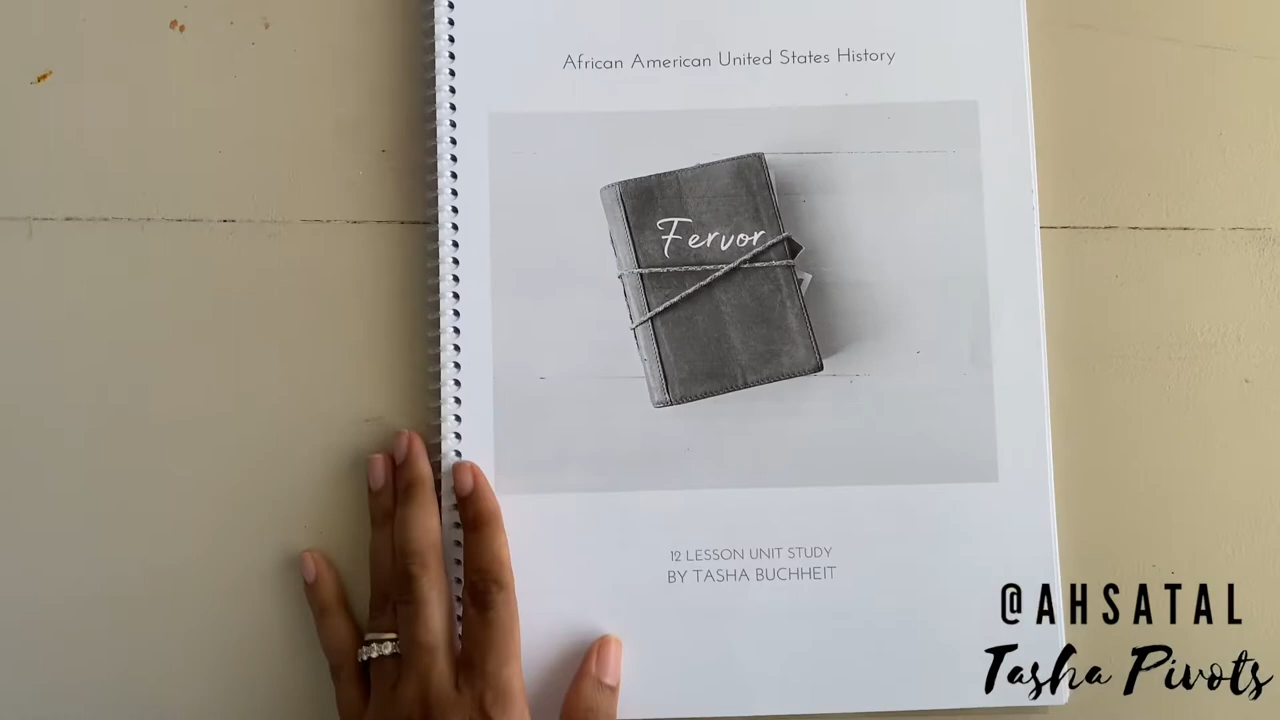 African American United States History
Fervor
12 LESSON UNIT STUDY
BY TASHA BUCHHEIT
@AHSATAL
Tasha Pivots